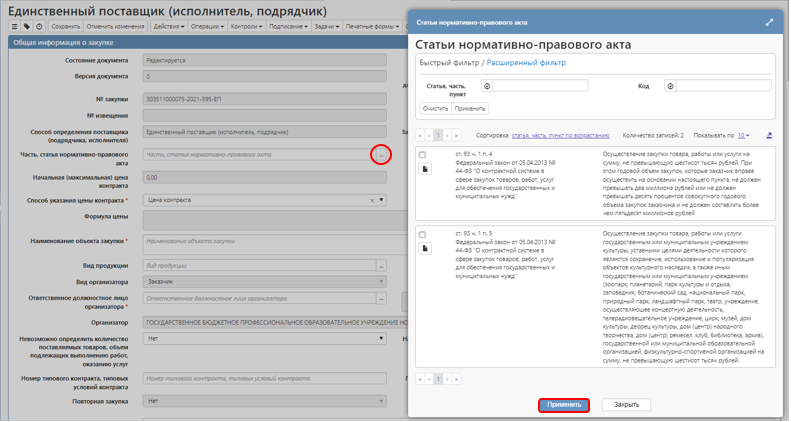 Единственный поставщик (исполнитель, подрядчик)
Сохранить Отменить изменения Действия Операции Контроли Подписание Задачи Печатные формы
Общая информация о закупке
Состояние документа Редактируется
Версия документа 0
№ закупки 503511000075-2021-595-ЕП
№ извещения
Способ определения поставщика (подрядчика, исполнителя) Единственный поставщик (исполнитель, подрядчик) За
Часть, статья нормативно-правового акта Часть, статья нормативно-правового акта ...
Начальная (максимальная) цена контракта 0,00
Способ указания цены контракта * Цена контракта
Формула цены
Наименование объекта закупки * Наименование объекта закупки
Вид продукции Вид продукции ...
Вид организатора Заказчик
Ответственное должностное лицо организатора * Ответственное должностное лицо организатора ...
Организатор ГОСУДАРСТВЕННОЕ БЮДЖЕТНОЕ ПРОФЕССИОНАЛЬНОЕ ОБРАЗОВАТЕЛЬНОЕ УЧРЕЖДЕНИЕ НО
Невозможно определить количество поставляемых товаров, объем подлежащих выполнению работ, оказанию услуг Нет
Номер типового контракта, типовых условий контракта Номер типового контракта, типовых условий контракта
Повторная закупка Нет
Статьи нормативно-правового акта
Статьи нормативно-правового акта
Быстрый фильтр / Расширенный фильтр
Статья, часть, пункт
Код
Очистить Применить
« ‹ 1 › » Сортировка статья, часть, пункт по возрастанию Количество записей: 2 Показывать по 10
ст. 93 ч. 1 п. 4
Федеральный закон от 05.04.2013 №
44-ФЗ "О контрактной системе в
сфере закупок товаров, работ, услуг
для обеспечения государственных и
муниципальных нужд"
Осуществление закупки товара, работы или услуги на
сумму, не превышающую шестисот тысяч рублей. При
этом годовой объем закупок, которые заказчик вправе
осуществить на основании настоящего пункта, не должен
превышать два миллиона рублей или не должен
превышать десять процентов совокупного годового
объема закупок заказчика и не должен составлять более
чем пятьдесят миллионов рублей
ст. 93 ч. 1 п. 5
Федеральный закон от 05.04.2013 №
44-ФЗ "О контрактной системе в
сфере закупок товаров, работ, услуг
для обеспечения государственных и
муниципальных нужд"
Осуществление закупки товара, работы или услуги
государственным или муниципальным учреждением
культуры, уставными целями деятельности которого
являются сохранение, использование и популяризация
объектов культурного наследия, а также иным
государственным или муниципальным учреждением
(зоопарк, планетарий, парк культуры и отдыха,
заповедник, ботанический сад, национальный парк,
природный парк, ландшафтный парк, театр, учреждение,
осуществляющее концертную деятельность,
телерадиовещательное учреждение, цирк, музей, дом
культуры, дворец культуры, дом (центр) народного
творчества, дом (центр) ремесел, клуб, библиотека, архив),
государственной или муниципальной образовательной
организацией, физкультурно-спортивной организацией на
сумму, не превышающую шестисот тысяч рублей.
« ‹ 1 › »
Применить Закрыть